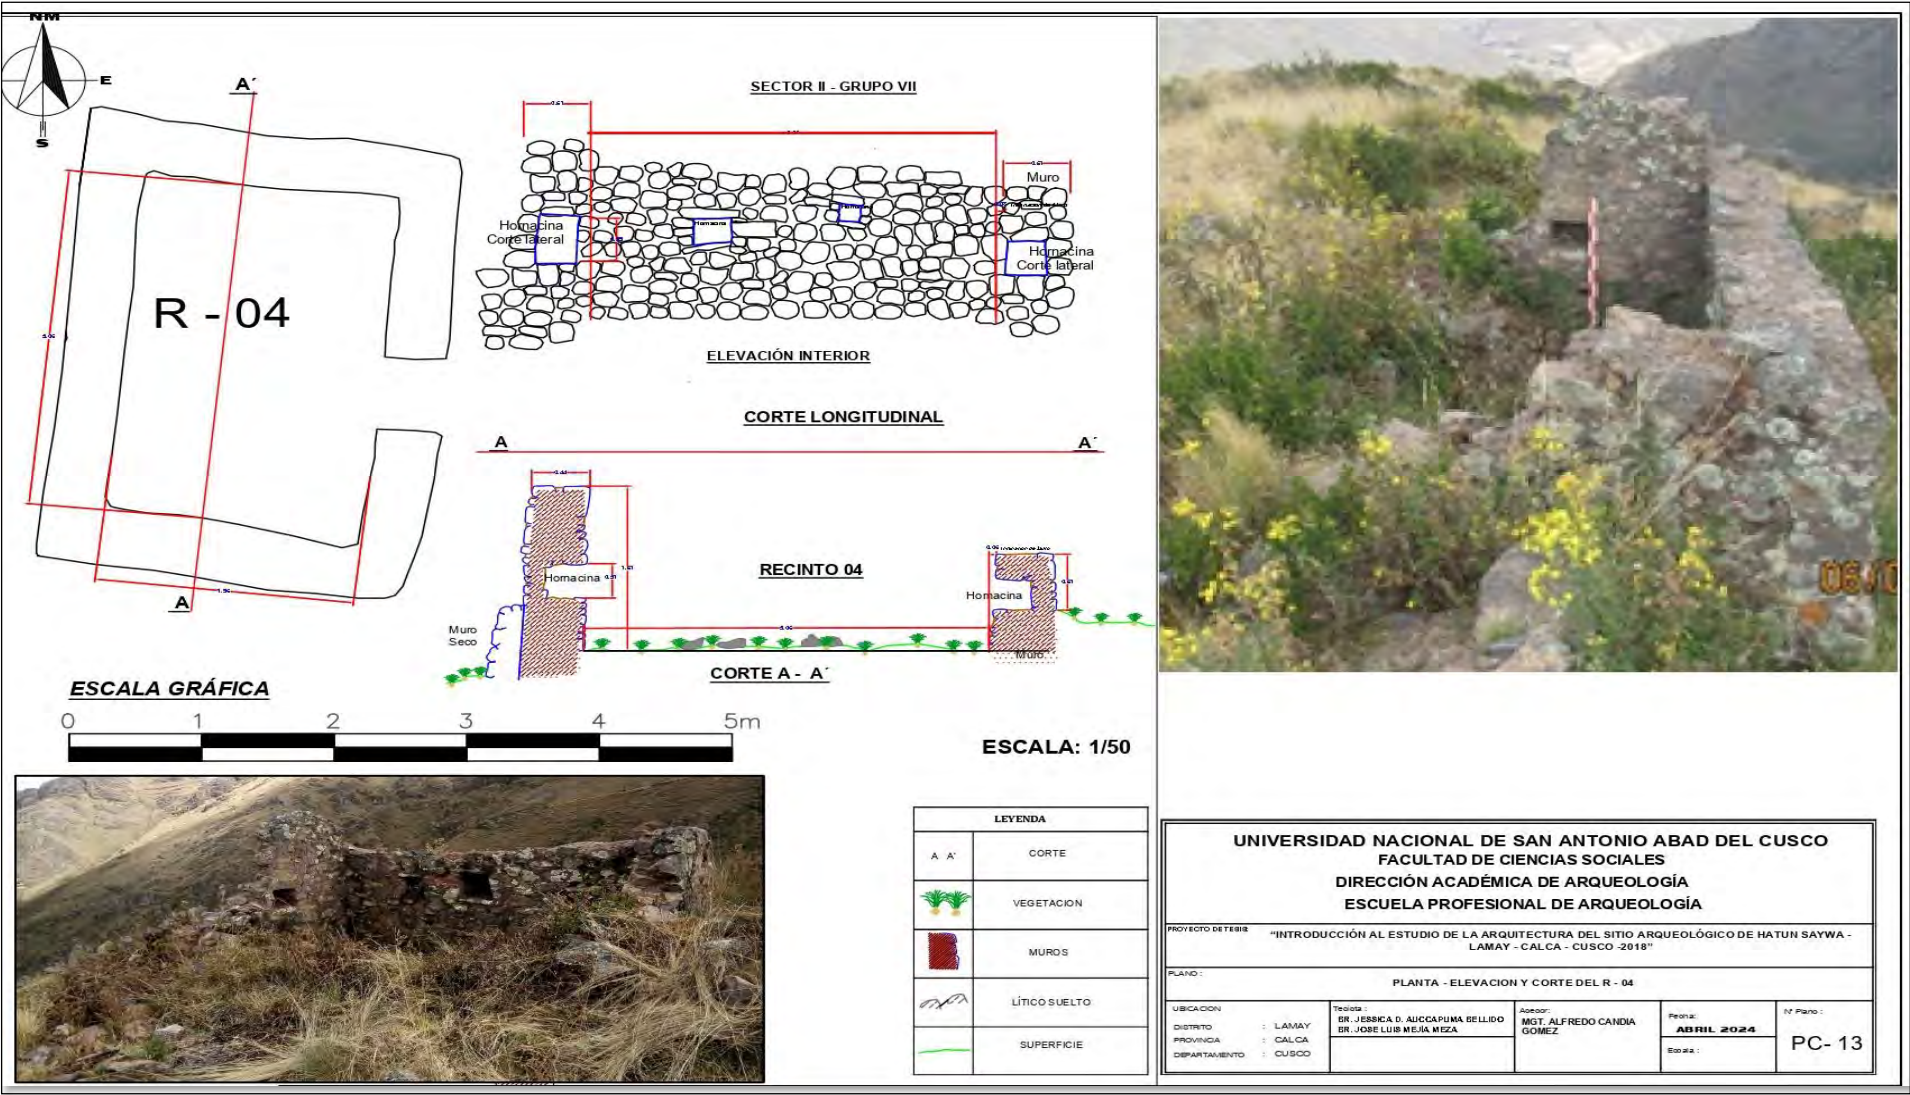 NM
E
S
A´
R - 04
A
SECTOR II - GRUPO VII
0.61
Muro
Hornacina
Corte lateral
Hornacina
Hornacina
Hornacina
Corte lateral
ELEVACIÓN INTERIOR
CORTE LONGITUDINAL
A
A´
RECINTO 04
Hornacina
Hornacina
Muro
Seco
Muro
CORTE A - A´
ESCALA GRÁFICA
0 1 2 3 4 5m
ESCALA: 1/50
LEYENDA
A A´ CORTE
VEGETACION
MUROS
LÍTICO SUELTO
SUPERFICIE
UNIVERSIDAD NACIONAL DE SAN ANTONIO ABAD DEL CUSCO
FACULTAD DE CIENCIAS SOCIALES
DIRECCIÓN ACADÉMICA DE ARQUEOLOGÍA
ESCUELA PROFESIONAL DE ARQUEOLOGÍA
PROYECTO DE TESIS:
“INTRODUCCIÓN AL ESTUDIO DE LA ARQUITECTURA DEL SITIO ARQUEOLÓGICO DE HATUN SAYWA -
LAMAY - CALCA - CUSCO -2018”
PLANO :
PLANTA - ELEVACION Y CORTE DEL R - 04
UBICACION
DISTRITO : LAMAY
PROVINCIA : CALCA
DEPARTAMENTO : CUSCO
Tesista :
BR. JESSICA D. AUCCAPUMA BELLIDO
BR. JOSE LUIS MEJÍA MEZA
Asesor:
MGT. ALFREDO CANDIA
GOMEZ
Fecha:
ABRIL 2024
Escala :
N° Plano :
PC- 13